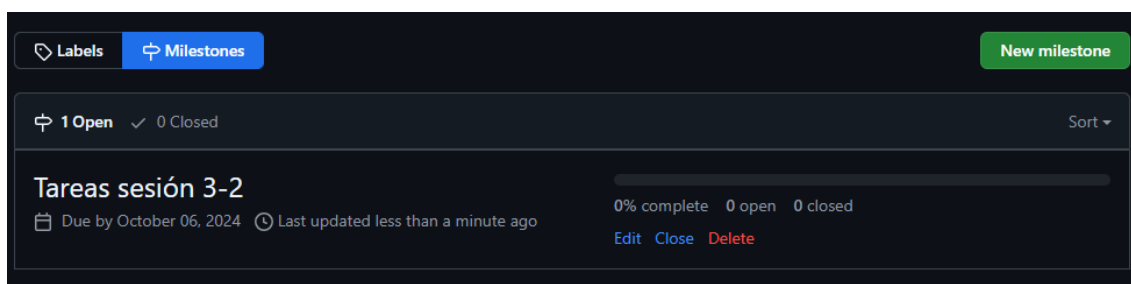 Labels Milestones New milestone
1 Open 0 Closed Sort
Tareas sesión 3-2
Due by October 06, 2024 Last updated less than a minute ago
0% complete 0 open 0 closed
Edit Close Delete